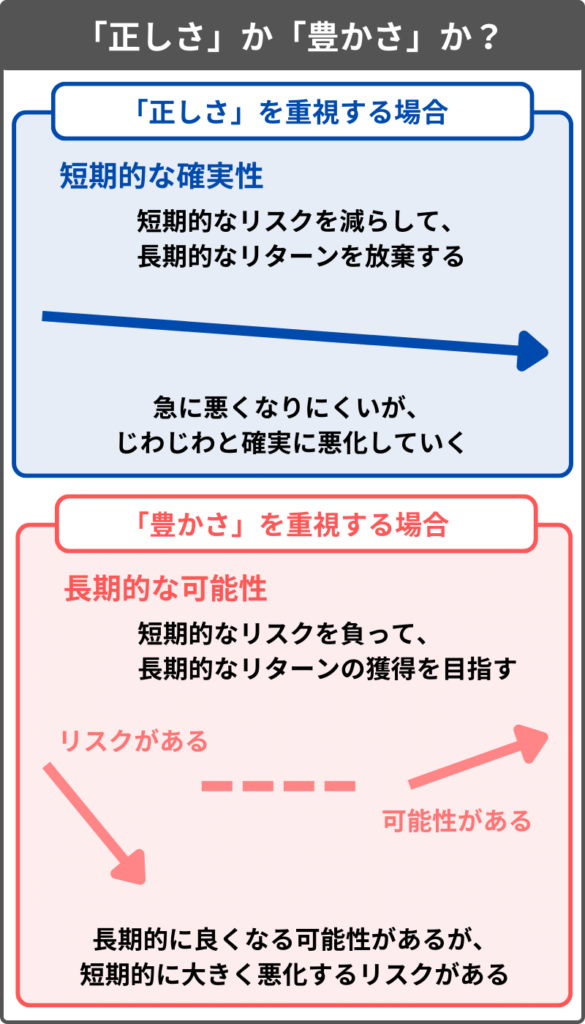 「正しさ」か「豊かさ」か？
「正しさ」を重視する場合
短期的な確実性
短期的なリスクを減らして、
長期的なリターンを放棄する
急に悪くなりにくいが、
じわじわと確実に悪化していく
「豊かさ」を重視する場合
長期的な可能性
短期的なリスクを負って、
長期的なリターンの獲得を目指す
リスクがある
可能性がある
長期的に良くなる可能性があるが、
短期的に大きく悪化するリスクがある